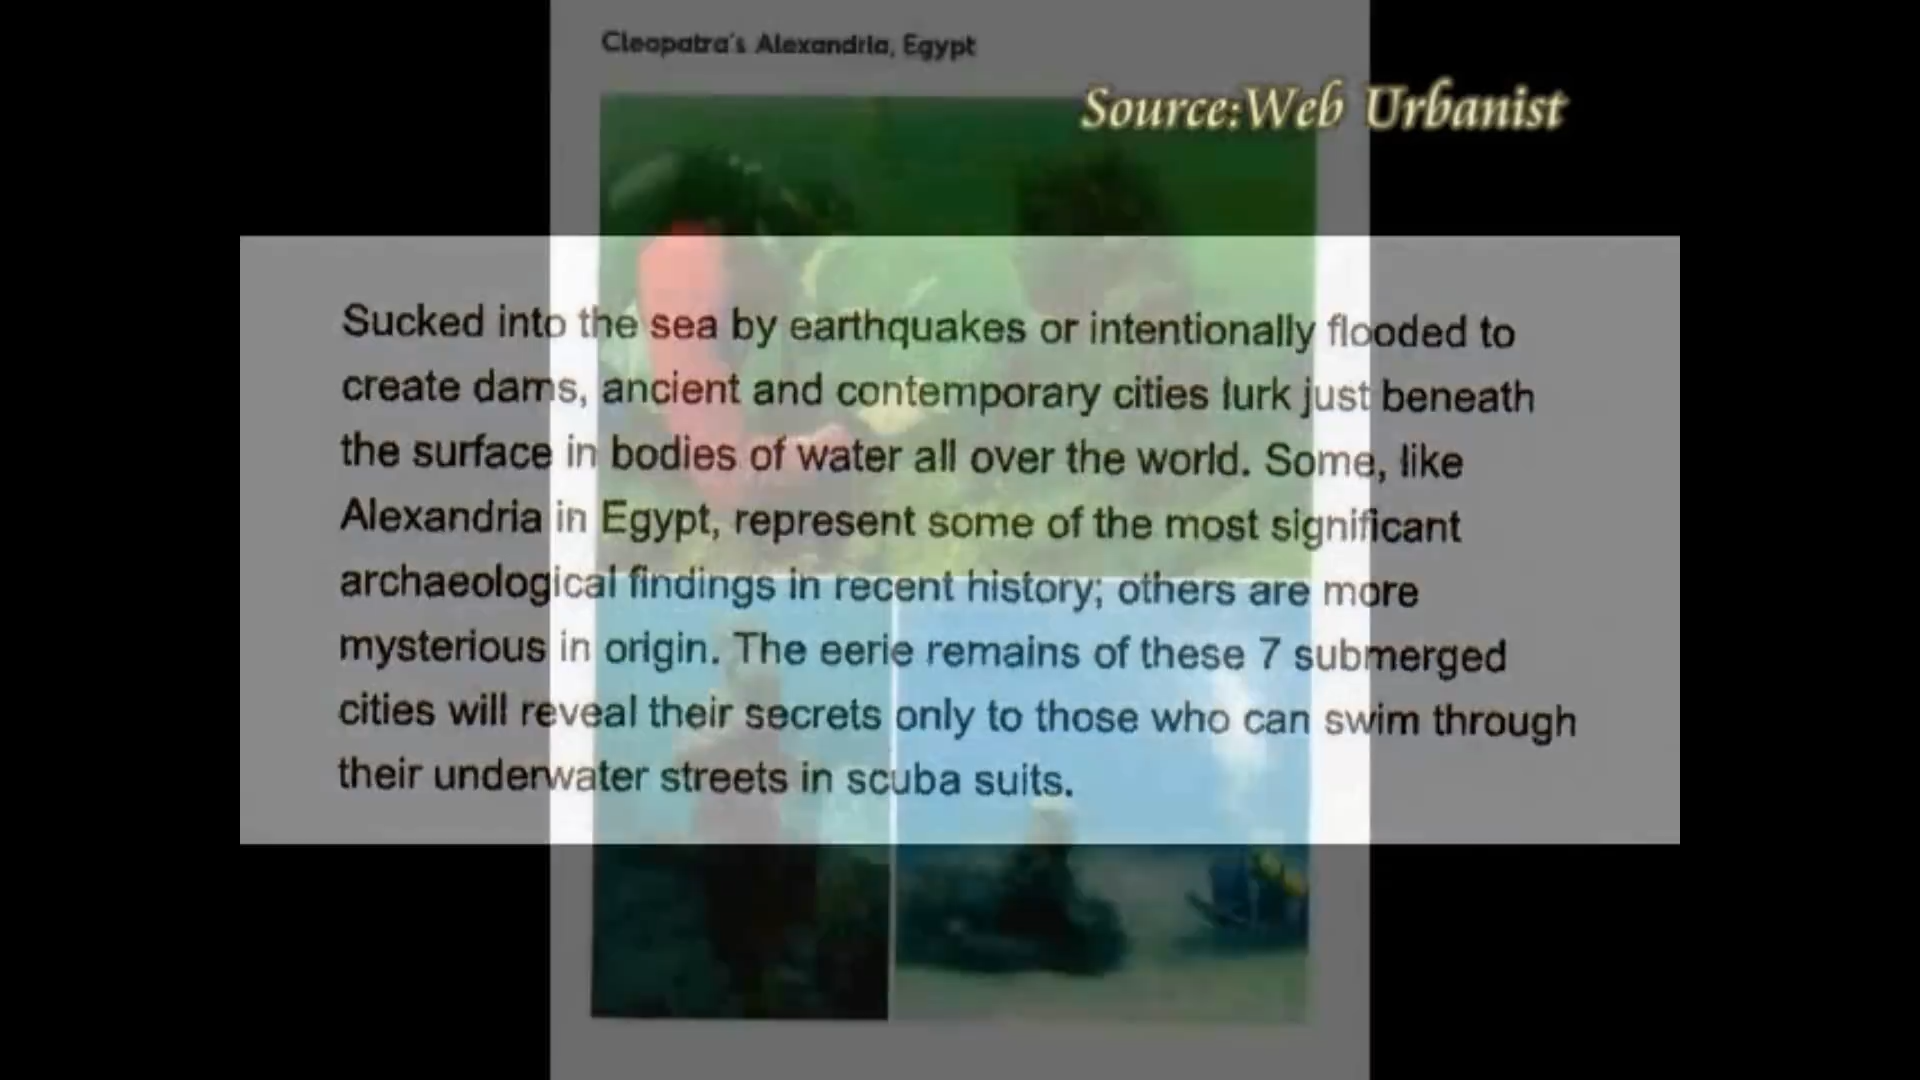 Cleopatra's Alexandria, Egypt
Source:Web Urbanist
Sucked into the sea by earthquakes or intentionally flooded to
create dams, ancient and contemporary cities lurk just beneath
the surface in bodies of water all over the world. Some, like
Alexandria in Egypt, represent some of the most significant
archaeological findings in recent history; others are more
mysterious in origin. The eerie remains of these 7 submerged
cities will reveal their secrets only to those who can swim through
their underwater streets in scuba suits.